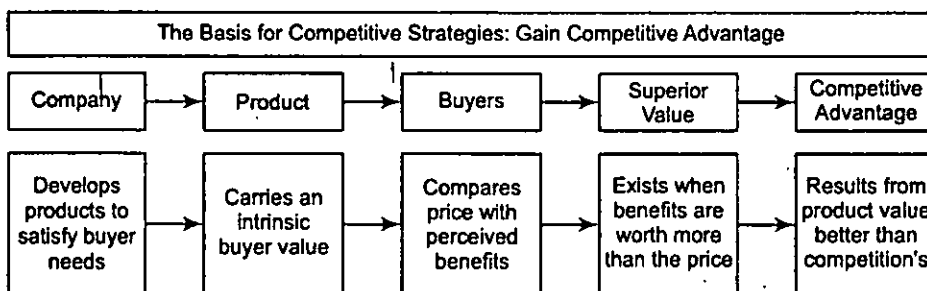 The Basis for Competitive Strategies: Gain Competitive Advantage
Company
Product
Buyers
Superior
Value
Competitive
Advantage
Develops
products to
satisfy buyer
needs
Carries an
intrinsic
buyer value
Compares
price with
perceived
benefits
Exists when
benefits are
worth more
than the price
Results from
product value
better than
competition's